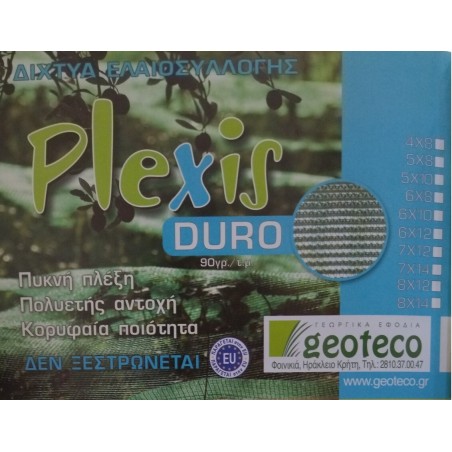 ΔΙΧΤΥΑ ΕΛΑΙΟΣΥΛΛΟΓΗΣ
Plexis
DURO
90γρ./τ.μ.
Πυκνή πλέξη
Πολυετής αντοχή
Κορυφαία ποιότητα
ΔΕΝ ΞΕΣΤΡΩΝΕΤΑΙ
EU
4X8
5X8
5X10
6X8
6X10
6X12
7X12
7X14
8X12
8X14
ΓΕΩΡΓΙΚΑ ΕΦΟΔΙΑ
geoteco
Φοινικιά, Ηράκλειο Κρήτη, Τηλ.: 2810.37.00.47
www.geoteco.gr